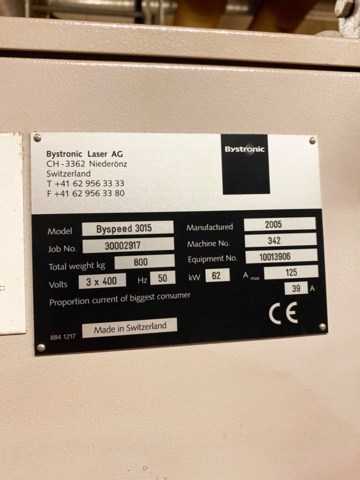 Bystronic Laser AG
CH-3362 Niederönz
Switzerland
T +41 62 956 33 33
F +41 62 956 33 80
Bystronic
Model Byspeed 3015
Job No. 30002917
Total weight kg 800
Volts 3 x 400 Hz 50
Manufactured 2005
Machine No. 342
Equipment No. 10013906
kW 62 A max 125
Proportion current of biggest consumer 39 A
884 1217 Made in Switzerland
CE